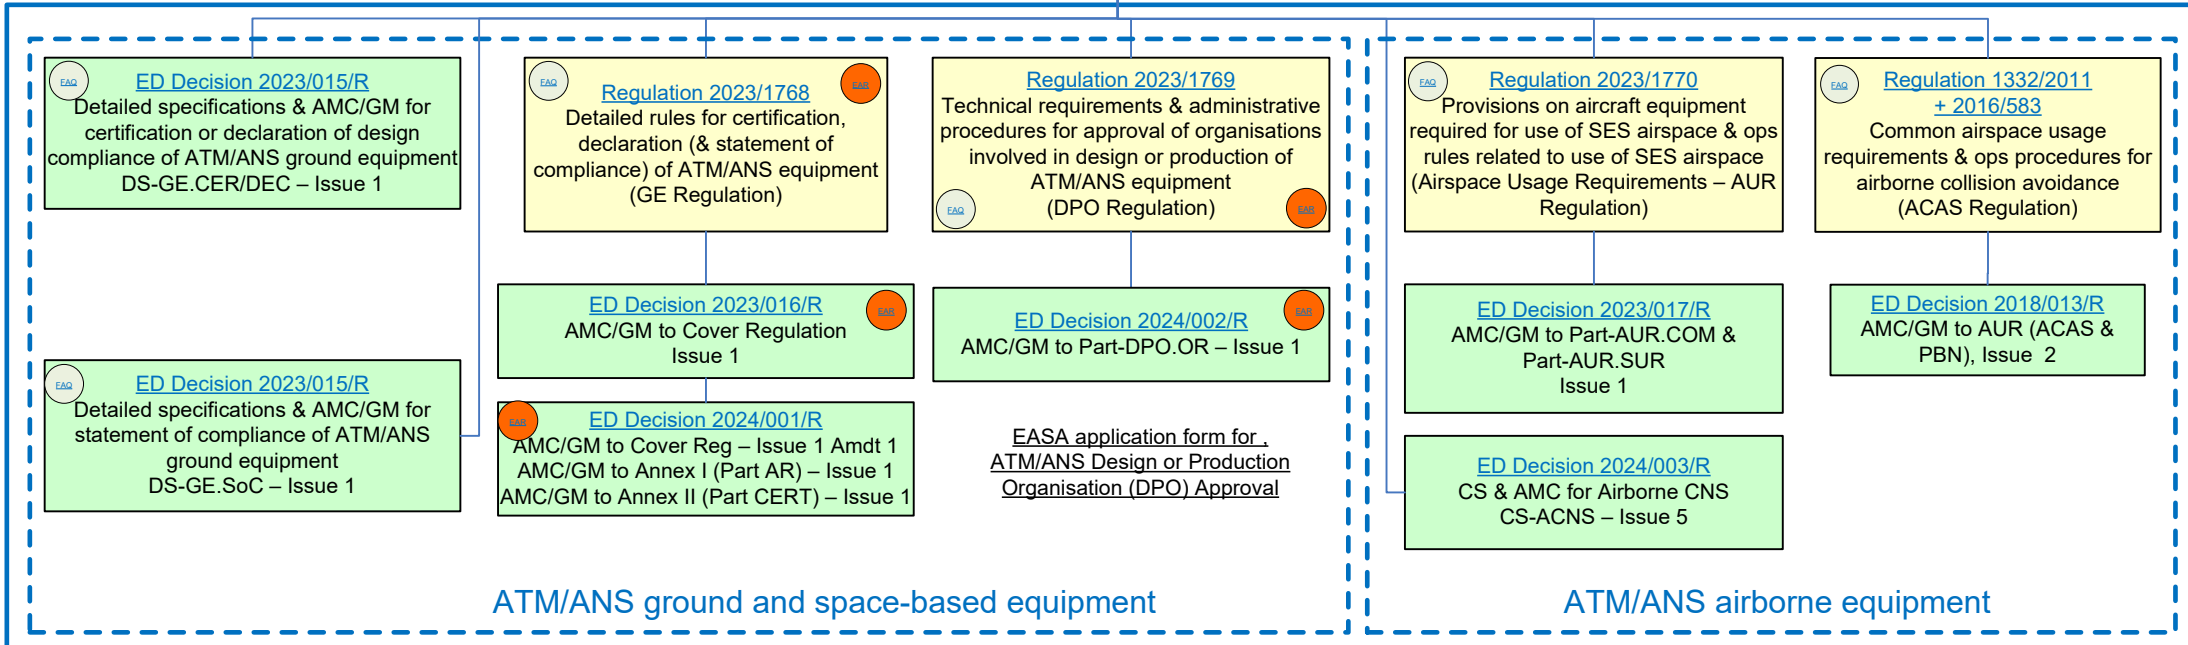 FAQ
ED Decision 2023/015/R
Detailed specifications & AMC/GM for
certification or declaration of design
compliance of ATM/ANS ground equipment
DS-GE.CER/DEC – Issue 1
FAQ
EAR
Regulation 2023/1768
Detailed rules for certification,
declaration (& statement of
compliance) of ATM/ANS equipment
(GE Regulation)
Regulation 2023/1769
Technical requirements & administrative
procedures for approval of organisations
involved in design or production of
ATM/ANS equipment
(DPO Regulation)
FAQ
EAR
FAQ
Regulation 2023/1770
Provisions on aircraft equipment
required for use of SES airspace & ops
rules related to use of SES airspace
(Airspace Usage Requirements – AUR
Regulation)
FAQ
Regulation 1332/2011
+ 2016/583
Common airspace usage
requirements & ops procedures for
airborne collision avoidance
(ACAS Regulation)
ED Decision 2023/016/R
EAR
AMC/GM to Cover Regulation
Issue 1
ED Decision 2024/002/R
EAR
AMC/GM to Part-DPO.OR – Issue 1
ED Decision 2023/017/R
AMC/GM to Part-AUR.COM &
Part-AUR.SUR
Issue 1
ED Decision 2018/013/R
AMC/GM to AUR (ACAS &
PBN), Issue 2
FAQ
ED Decision 2023/015/R
Detailed specifications & AMC/GM for
statement of compliance of ATM/ANS
ground equipment
DS-GE.SoC – Issue 1
EAR
ED Decision 2024/001/R
AMC/GM to Cover Reg – Issue 1 Amdt 1
AMC/GM to Annex I (Part AR) – Issue 1
AMC/GM to Annex II (Part CERT) – Issue 1
EASA application form for .
ATM/ANS Design or Production
Organisation (DPO) Approval
ED Decision 2024/003/R
CS & AMC for Airborne CNS
CS-ACNS – Issue 5
ATM/ANS ground and space-based equipment
ATM/ANS airborne equipment